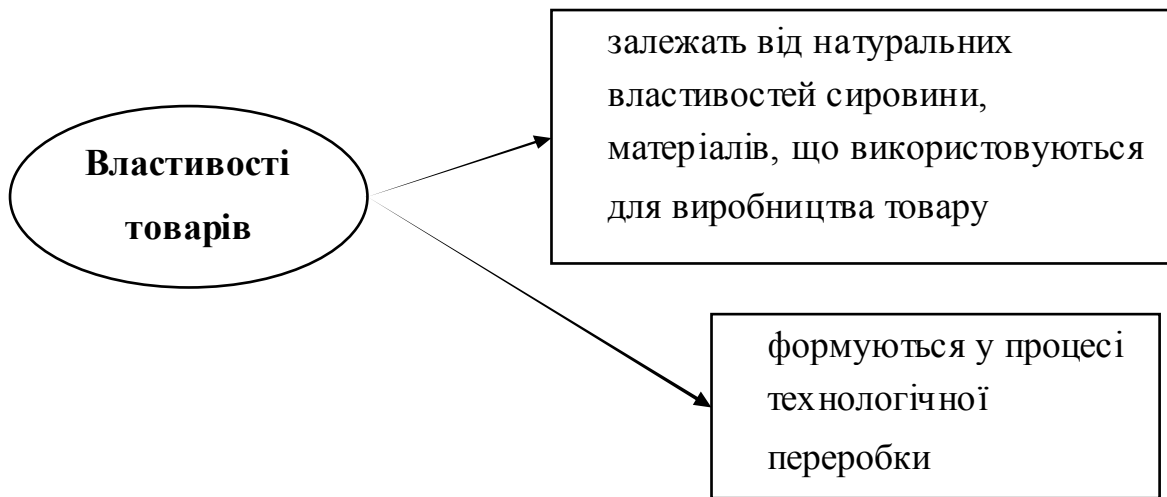 Властивості
товарів
залежать від натуральних
властивостей сировини,
матеріалів, що використовуються
для виробництва товару
формуються у процесі
технологічної
переробки